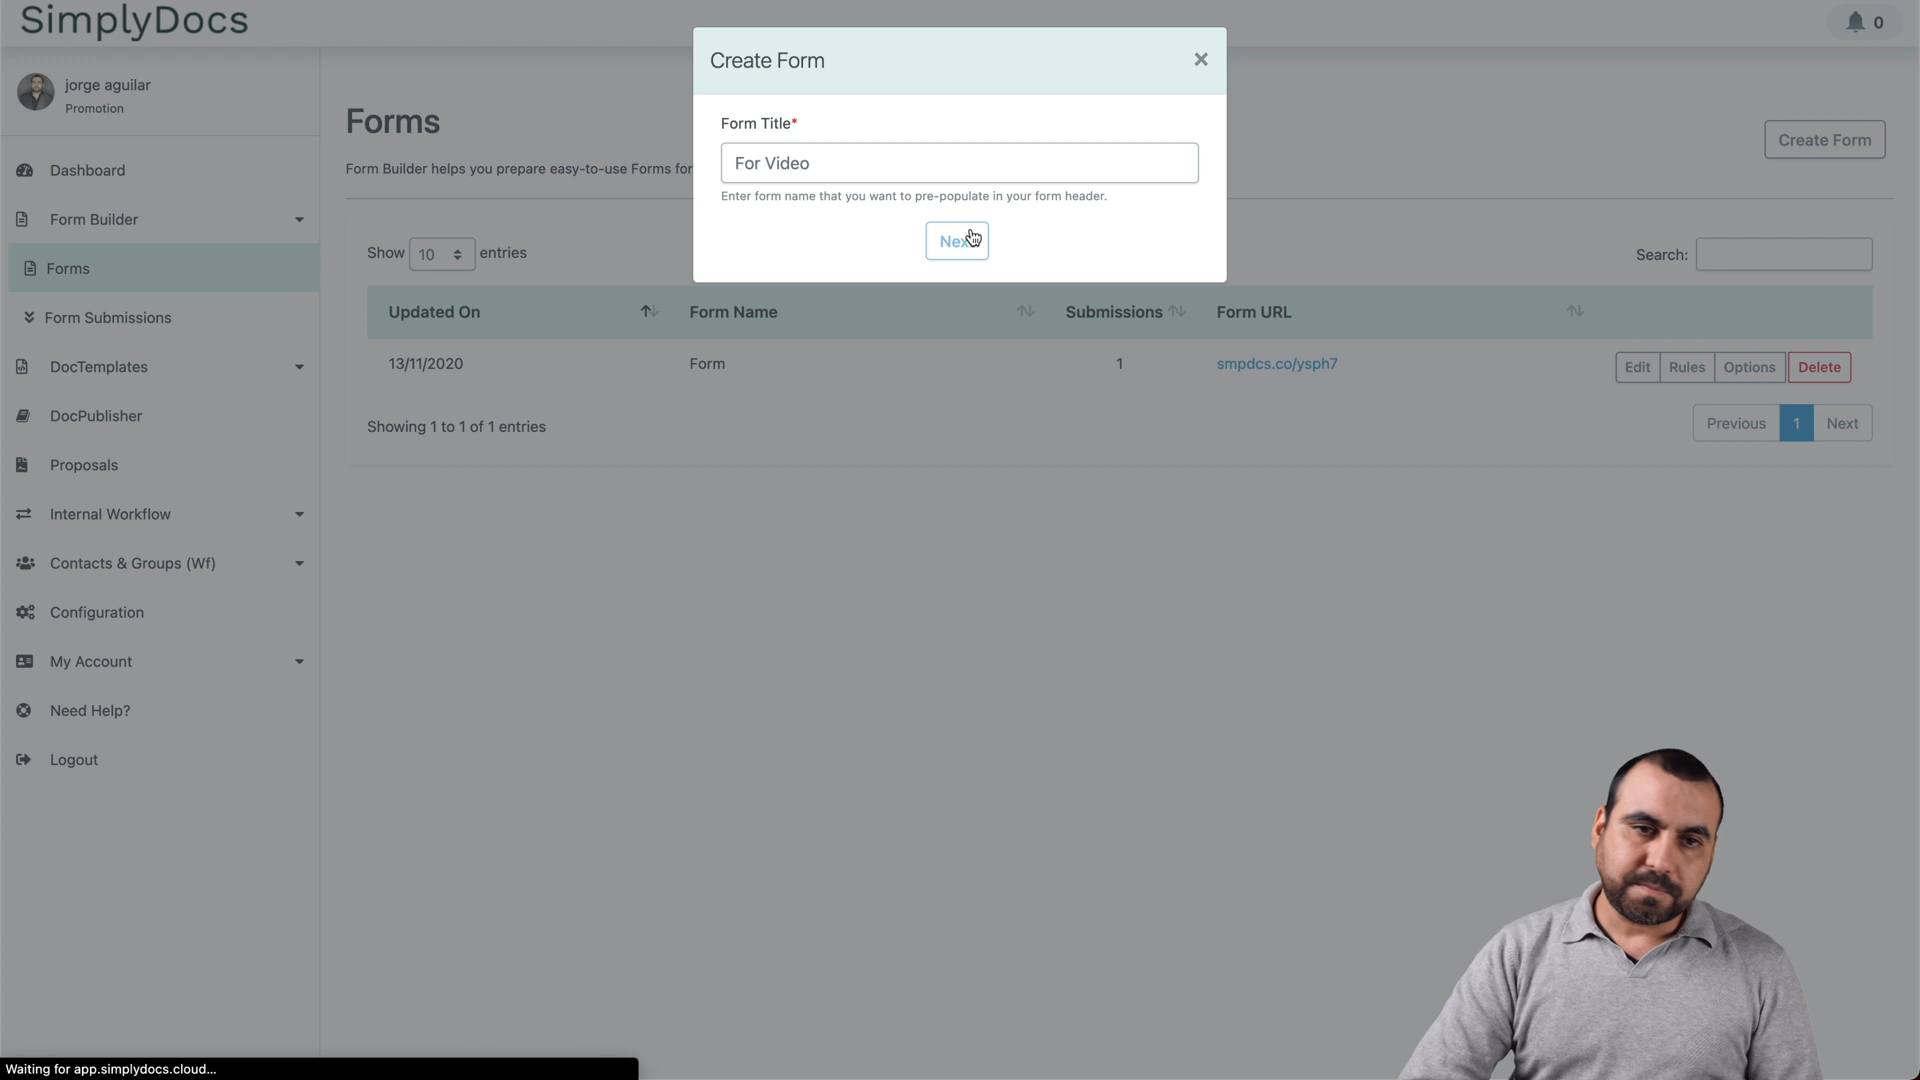 SimplyDocs
0
jorge aguilar
Promotion
Dashboard
Form Builder
Forms
Form Submissions
DocTemplates
DocPublisher
Proposals
Internal Workflow
Contacts & Groups (Wf)
Configuration
My Account
Need Help?
Logout
Forms
Form Builder helps you prepare easy-to-use Forms for
Create Form
Create Form
×
Form Title*
For Video
Enter form name that you want to pre-populate in your form header.
Show 10 entries
Search:
Updated On Form Name Submissions Form URL
13/11/2020 Form 1 smpdcs.co/ysph7 Edit Rules Options Delete
Showing 1 to 1 of 1 entries
Previous 1 Next
Waiting for app.simplydocs.cloud...